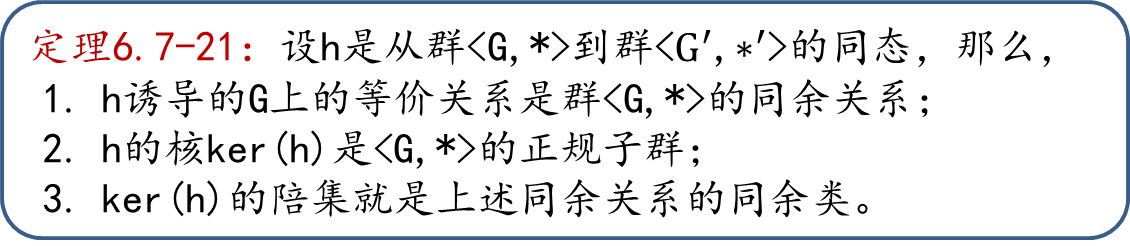 定理6.7-21：设h是从群<G,*>到群<G′,∗′>的同态，那么，
1. h诱导的G上的等价关系是群<G,*>的同余关系；
2. h的核ker(h)是<G,*>的正规子群；
3. ker(h)的陪集就是上述同余关系的同余类。